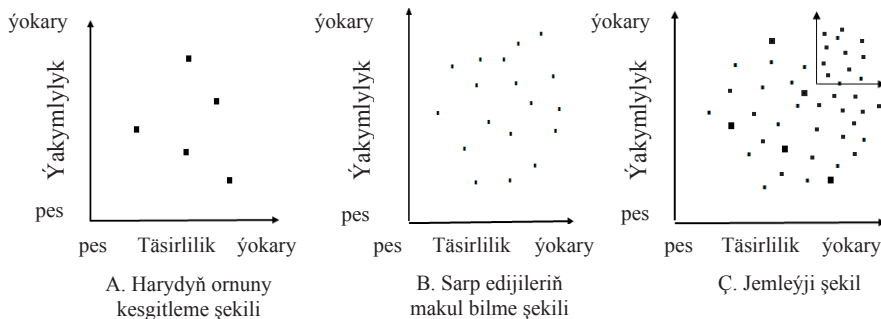 ýokary
Ýakymlylyk
pes
pes Täsirlilik ýokary
A. Harydyň ornuny
kesgitleme şekili
ýokary
Ýakymlylyk
pes
pes Täsirlilik ýokary
B. Sarp edijileriň
makul bilme şekili
ýokary
Ýakymlylyk
pes
pes Täsirlilik ýokary
Ç. Jemleýji şekil